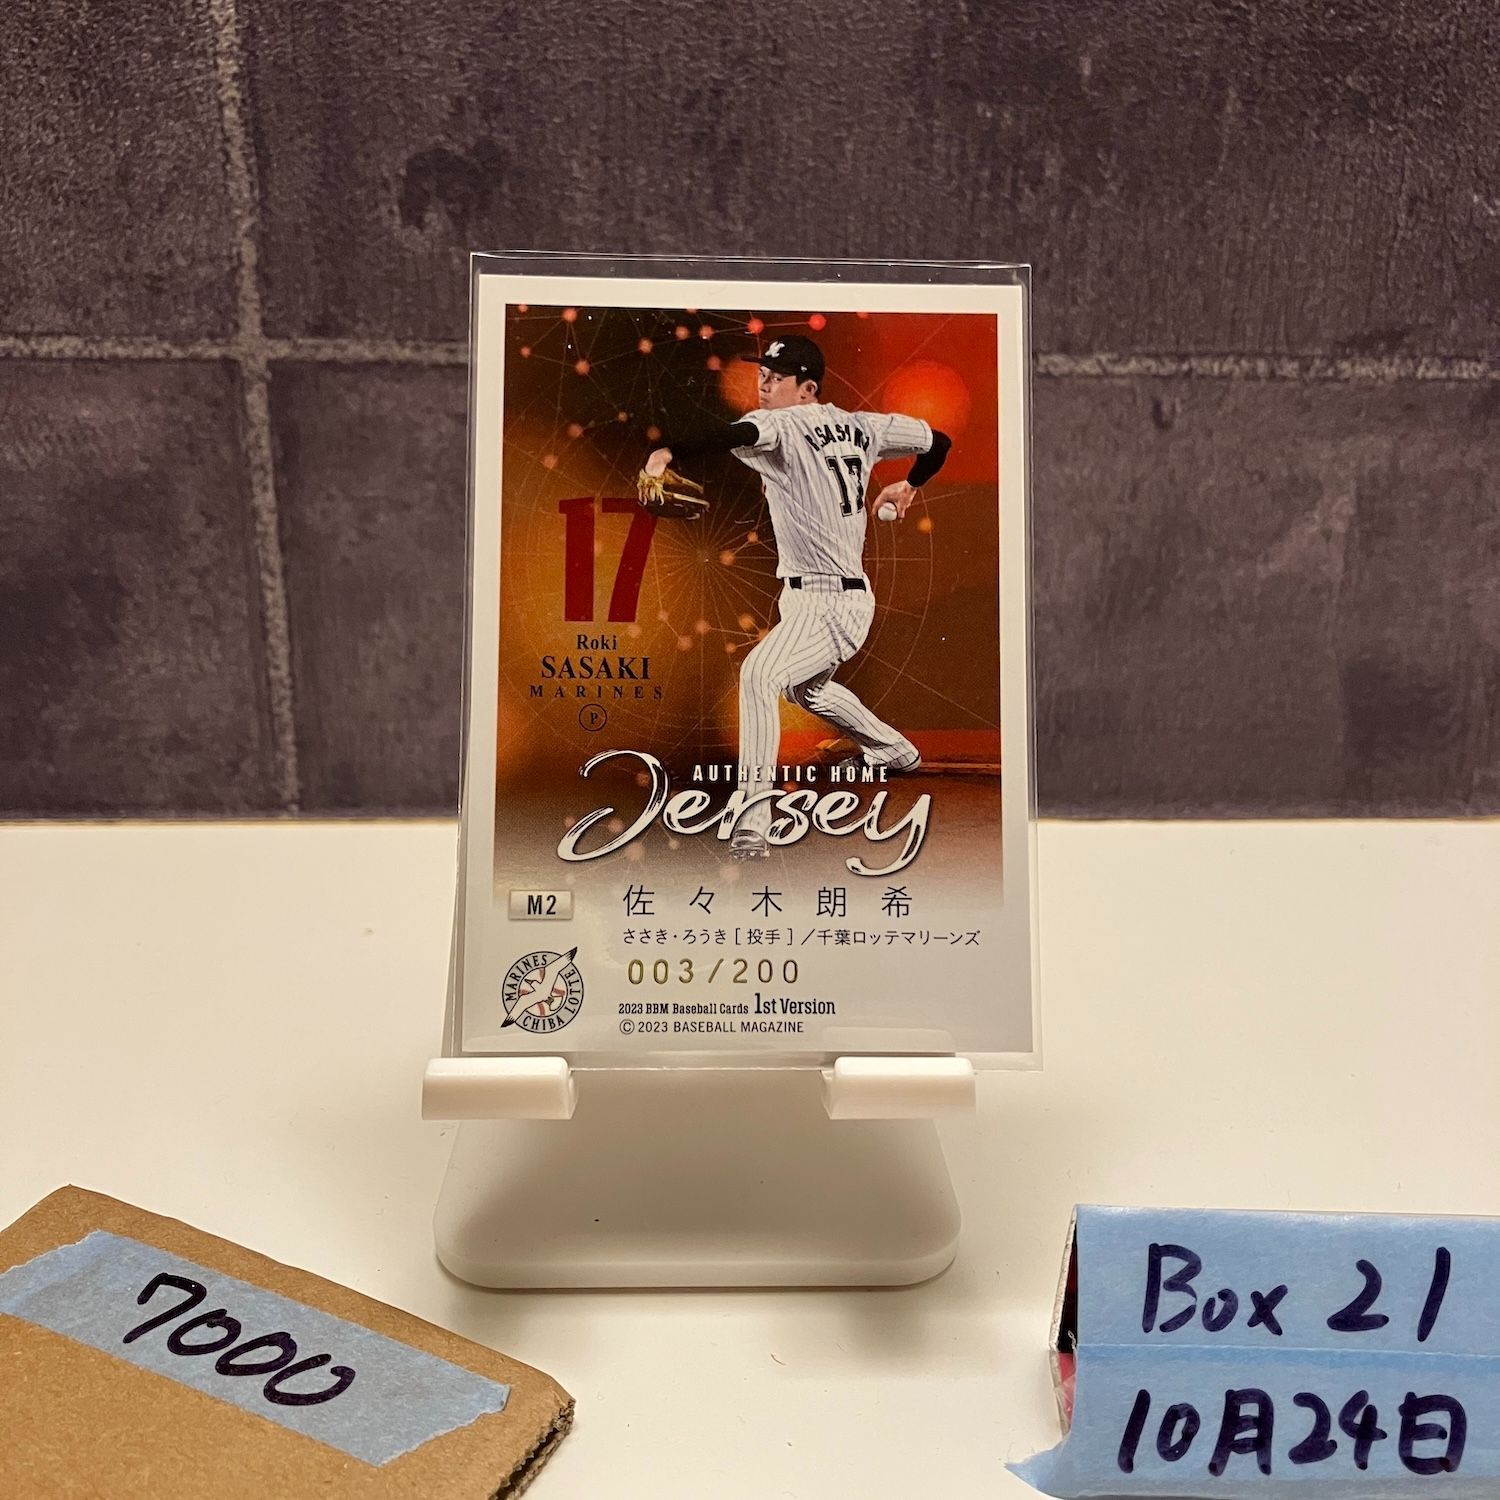 R.SASAKI
17
17
Roki
SASAKI
MARINES
P
AUTHENTIC HOME
Jersey
M2
佐々木朗希
ささき・ろうき [ 投手 ] ／千葉ロッテマリーンズ
003/200
MARINES
CHIBA LOTTE
2023 BBM Baseball Cards 1st Version
© 2023 BASEBALL MAGAZINE
7000
Box 21
10月24日